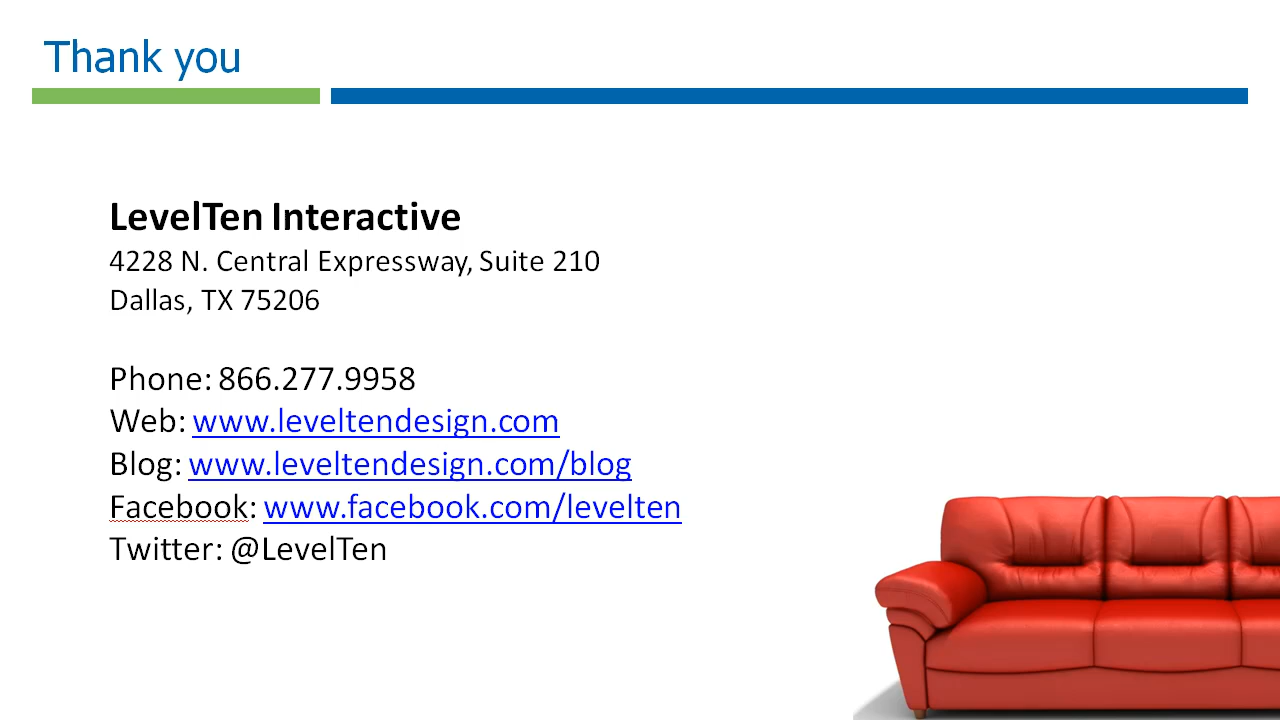 Thank you
LevelTen Interactive
4228 N. Central Expressway, Suite 210
Dallas, TX 75206
Phone: 866.277.9958
Web: www.leveltendesign.com
Blog: www.leveltendesign.com/blog
Facebook: www.facebook.com/levelten
Twitter: @LevelTen